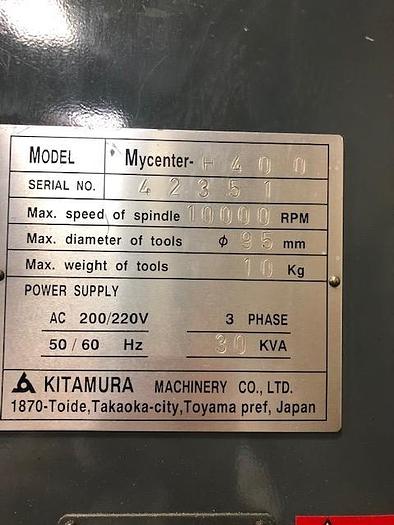 MODEL Mycenter-H400
SERIAL NO. 42351
Max. speed of spindle 10000 RPM
Max. diameter of tools φ 95 mm
Max. weight of tools 10 Kg
POWER SUPPLY
AC 200/220V 3 PHASE
50/60 Hz 30 KVA
KITAMURA MACHINERY CO., LTD.
1870-Toide,Takaoka-city,Toyama pref, Japan